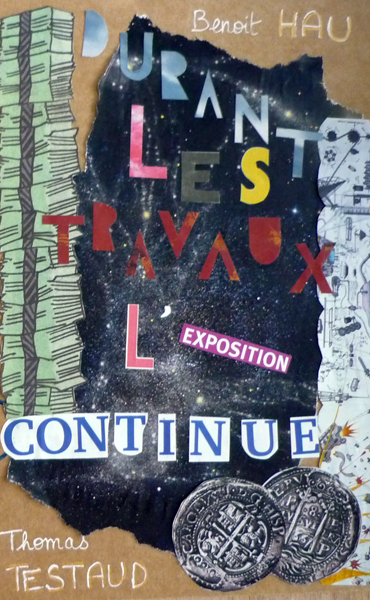 Benoit HAU
DURANT
LES
TRAVAUX
L'
EXPOSITION
CONTINUE
Thomas
TESTAUD